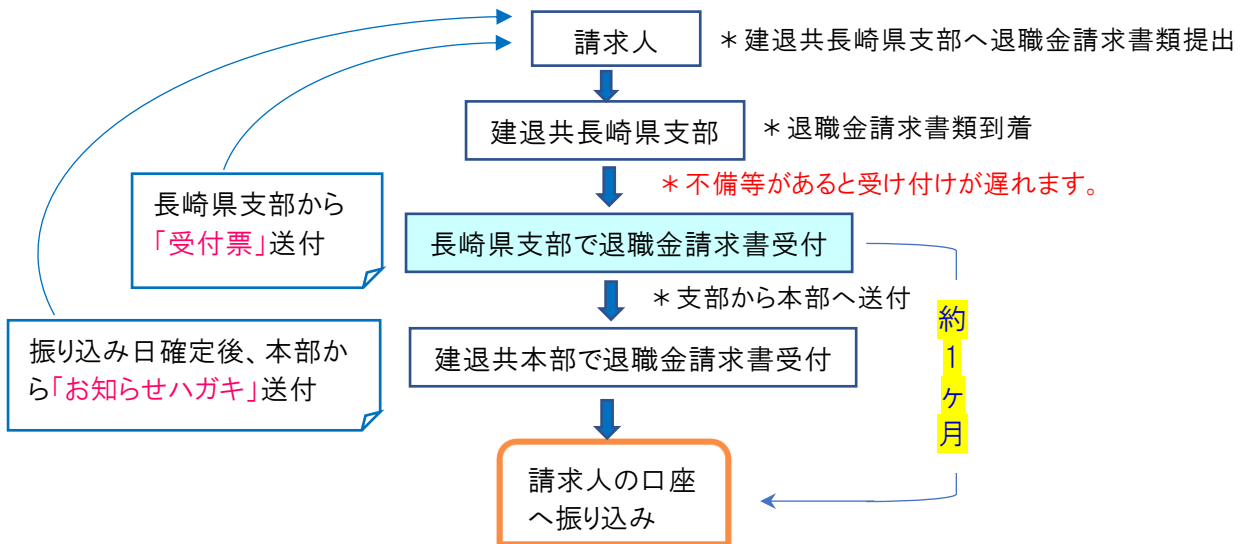 請求人
＊建退共長崎県支部へ退職金請求書類提出
建退共長崎県支部
＊退職金請求書類到着
＊不備等があると受け付けが遅れます。
長崎県支部から
「受付票」送付
長崎県支部で退職金請求書受付
＊支部から本部へ送付
約1ヶ月
振り込み日確定後、本部か
ら「お知らせハガキ」送付
建退共本部で退職金請求書受付
請求人の口座
へ振り込み